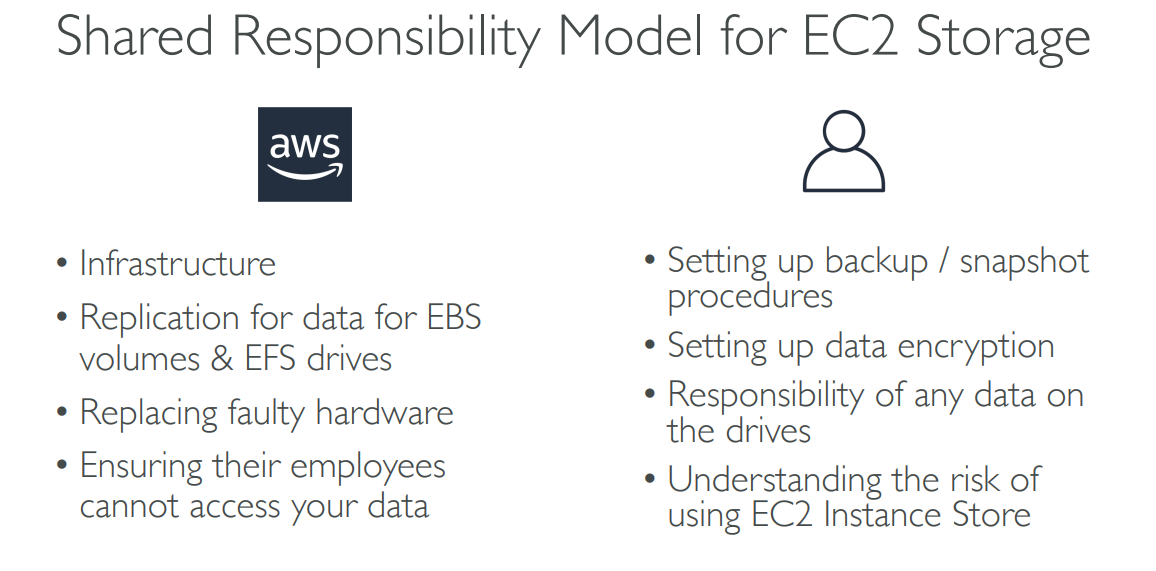 Shared Responsibility Model for EC2 Storage
aws
• Infrastructure
• Replication for data for EBS
volumes & EFS drives
• Replacing faulty hardware
• Ensuring their employees
cannot access your data
• Setting up backup / snapshot
procedures
• Setting up data encryption
• Responsibility of any data on
the drives
• Understanding the risk of
using EC2 Instance Store